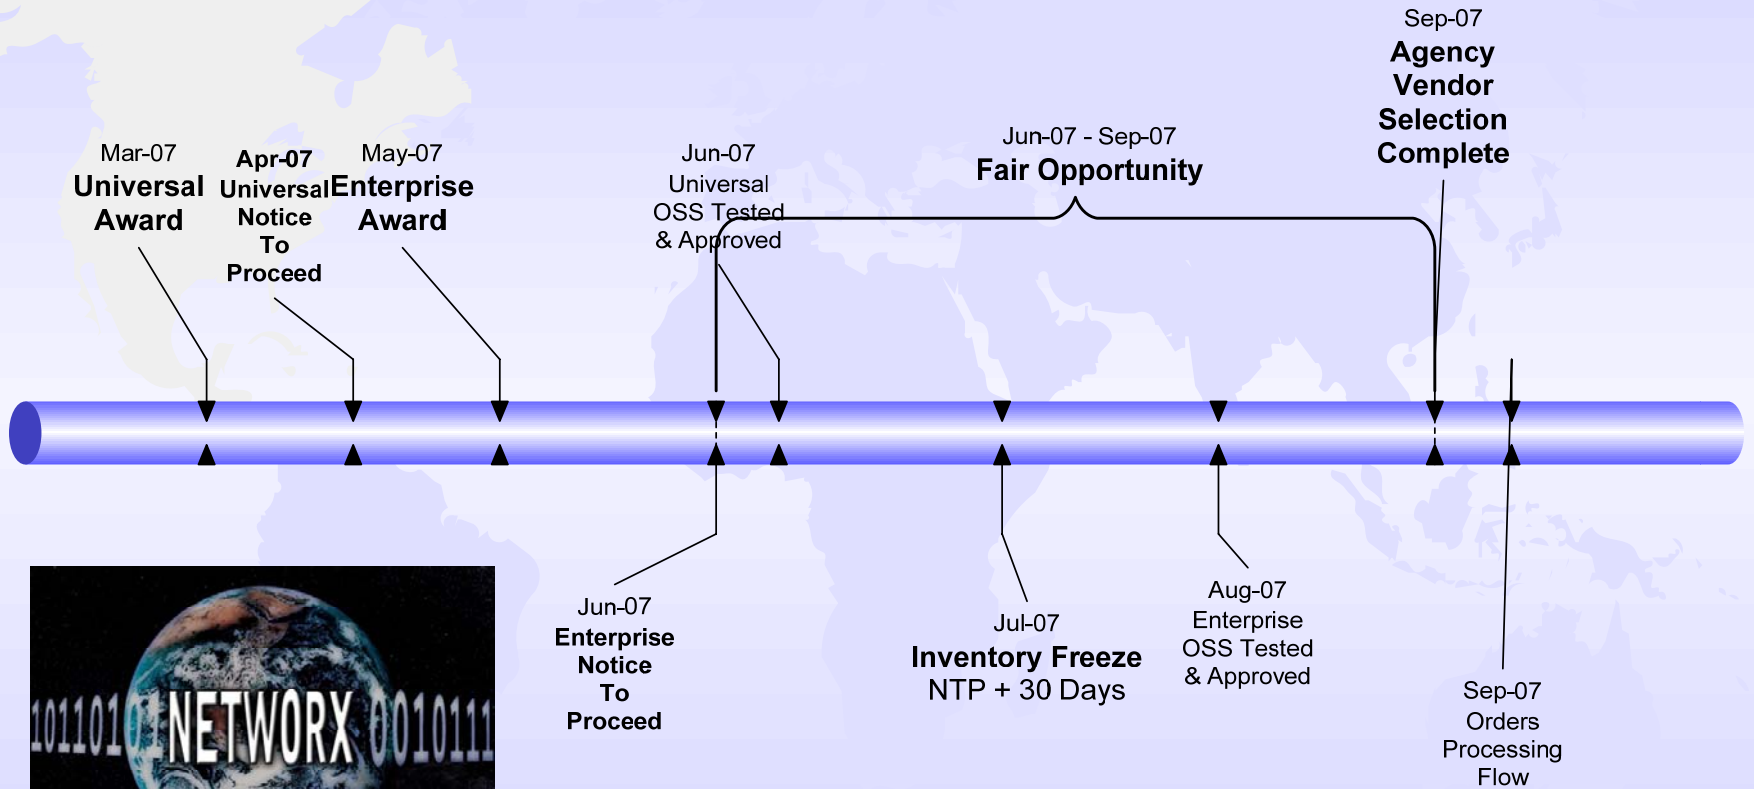 Mar-07
Universal
Award
Apr-07
Universal
Notice
To
Proceed
May-07
Enterprise
Award
Jun-07
Universal
OSS Tested
& Approved
Jun-07 - Sep-07
Fair Opportunity
Sep-07
Agency
Vendor
Selection
Complete
Jun-07
Enterprise
Notice
To
Proceed
Jul-07
Inventory Freeze
NTP + 30 Days
Aug-07
Enterprise
OSS Tested
& Approved
Sep-07
Orders
Processing
Flow
10110101 NETWORX 0010111